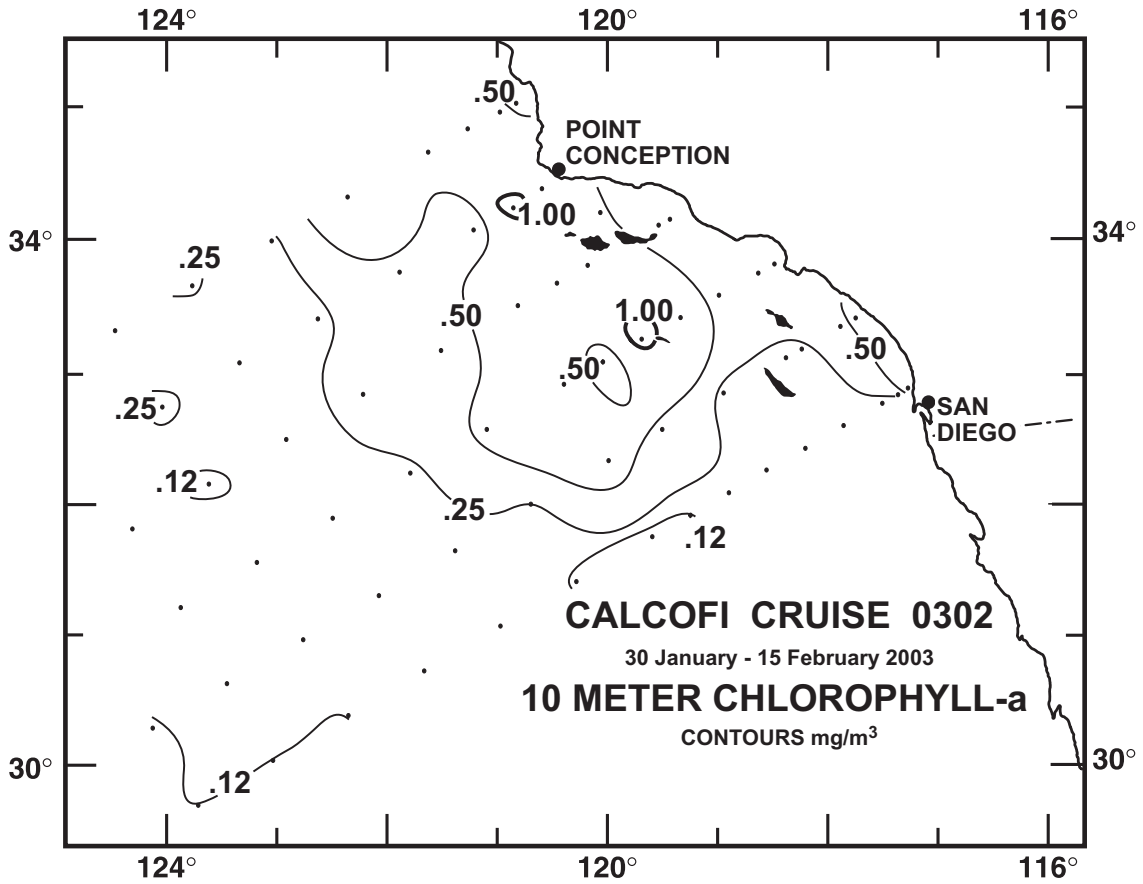 124° 120° 116°
.50
POINT
CONCEPTION
1.00
34° 34°
.25
1.00
.50
.50
.50
.25
SAN
DIEGO
.12
.25
.12
CALCOFI CRUISE 0302
30 January - 15 February 2003
10 METER CHLOROPHYLL-a
CONTOURS mg/m³
30° 30°
.12
124° 120° 116°